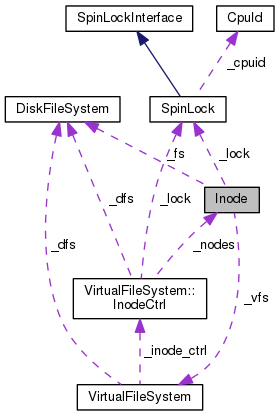 SpinLockInterface
CpuId
_cpuid
DiskFileSystem
SpinLock
_fs
_lock
_dfs
_lock
Inode
_dfs
_nodes
VirtualFileSystem::
InodeCtrl
_vfs
_inode_ctrl
VirtualFileSystem